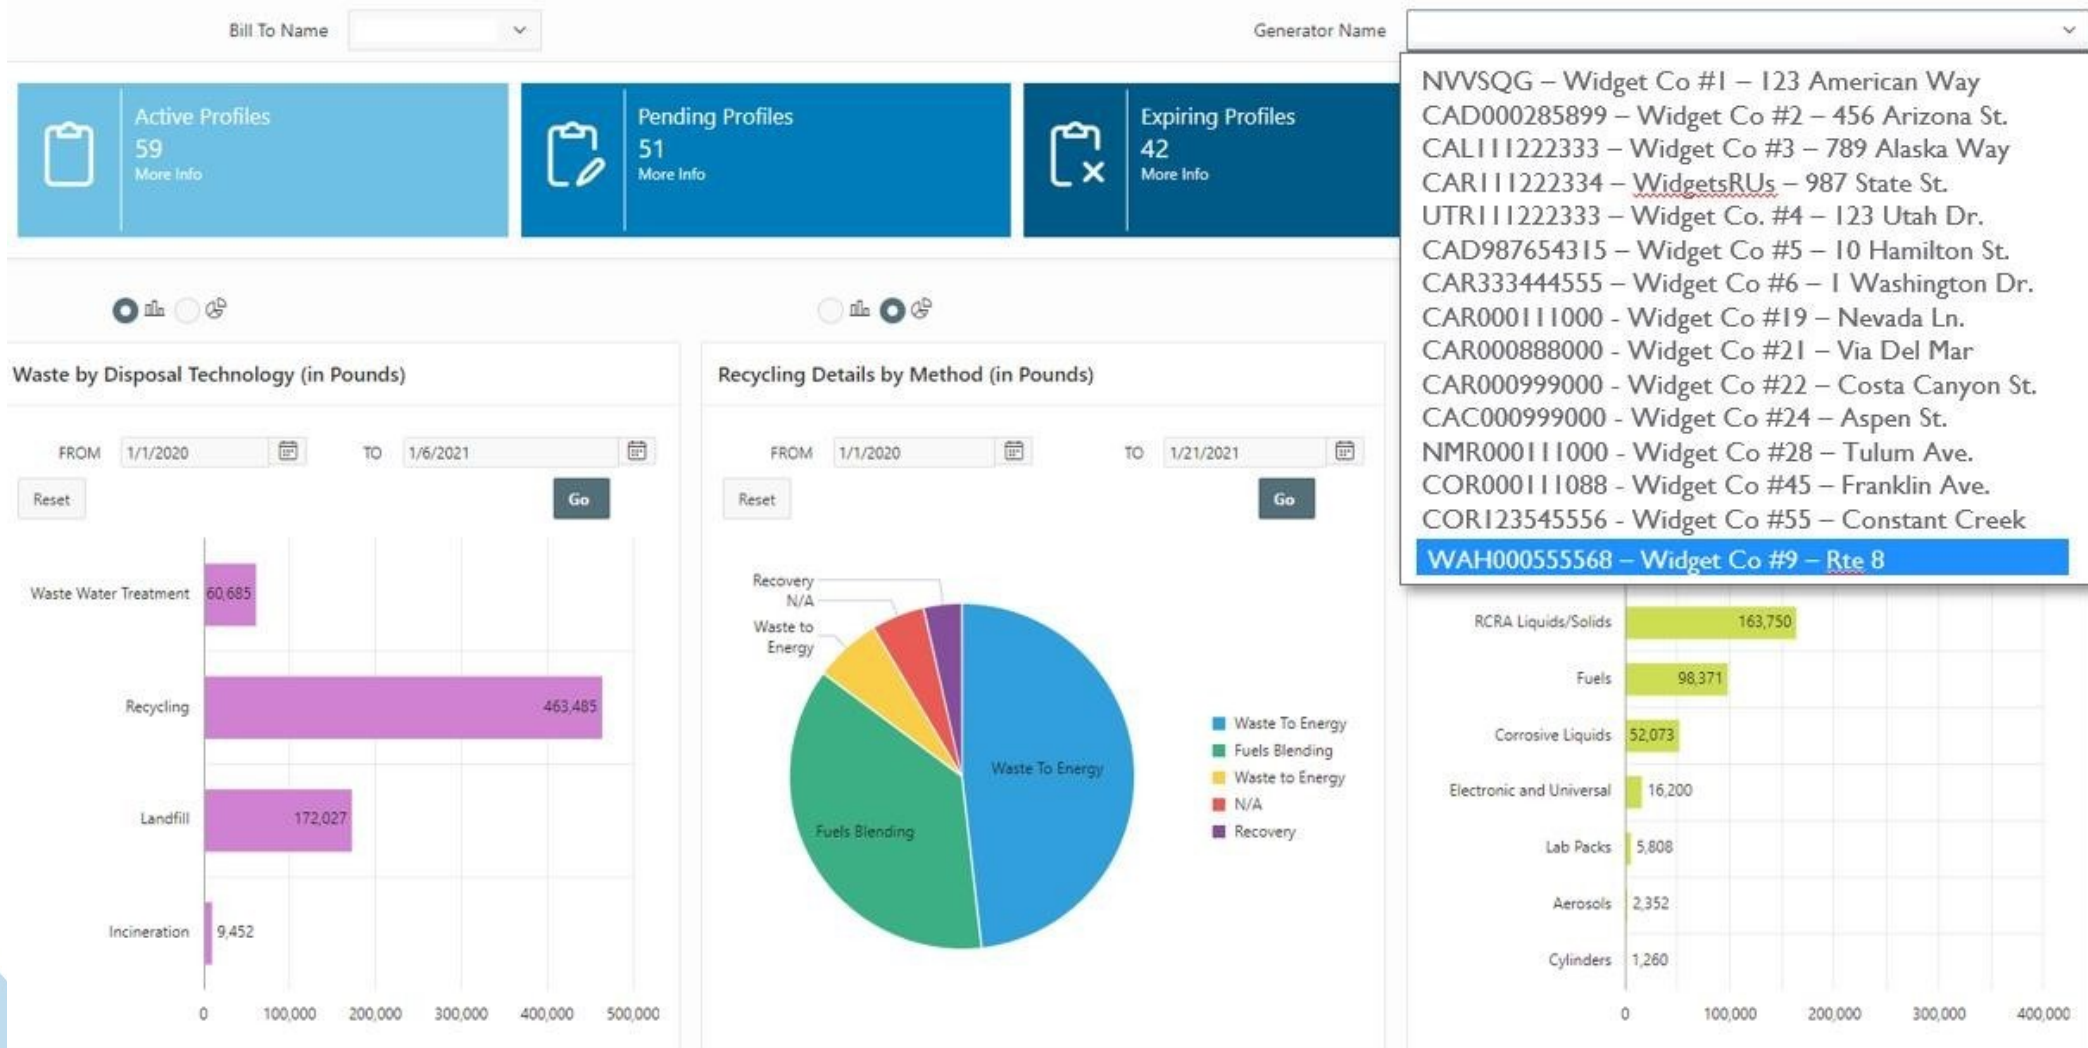 Bill To Name
Generator Name
Active Profiles
59
More Info
Pending Profiles
51
More Info
Expiring Profiles
42
More Info
NVVSQG – Widget Co #1 – 123 American Way
CAD000285899 – Widget Co #2 – 456 Arizona St.
CAL111222333 – Widget Co #3 – 789 Alaska Way
CAR111222334 – WidgetsRUs – 987 State St.
UTR111222333 – Widget Co. #4 – 123 Utah Dr.
CAD987654315 – Widget Co #5 – 10 Hamilton St.
CAR333444555 – Widget Co #6 – 1 Washington Dr.
CAR000111000 - Widget Co #19 – Nevada Ln.
CAR000888000 - Widget Co #21 – Via Del Mar
CAR000999000 - Widget Co #22 – Costa Canyon St.
CAC000999000 - Widget Co #24 – Aspen St.
NMR000111000 - Widget Co #28 – Tulum Ave.
COR000111088 - Widget Co #45 – Franklin Ave.
COR123545556 - Widget Co #55 – Constant Creek
WAH000555568 – Widget Co #9 – Rte 8
Waste by Disposal Technology (in Pounds)
FROM 1/1/2020 TO 1/6/2021
Reset Go
Waste Water Treatment 60,685
Recycling 463,485
Landfill 172,027
Incineration 9,452
0 100,000 200,000 300,000 400,000 500,000
Recycling Details by Method (in Pounds)
FROM 1/1/2020 TO 1/21/2021
Reset Go
Recovery
N/A
Waste to
Energy
Waste To Energy
Fuels Blending
Waste To Energy
Fuels Blending
Waste to Energy
N/A
Recovery
RCRA Liquids/Solids 163,750
Fuels 98,371
Corrosive Liquids 52,073
Electronic and Universal 16,200
Lab Packs 5,808
Aerosols 2,352
Cylinders 1,260
0 100,000 200,000 300,000 400,000